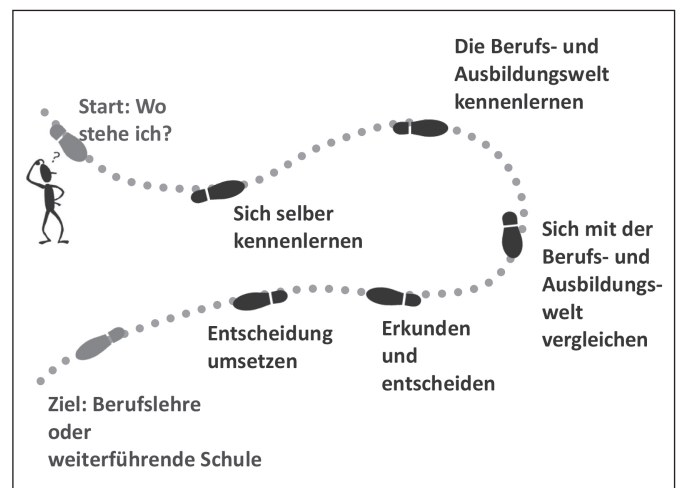 Start: Wo
stehe ich?
?
Sich selber
kennenlernen
Die Berufs- und
Ausbildungswelt
kennenlernen
Sich mit der
Berufs- und
Ausbildungs-
welt
vergleichen
Erkunden
und
entscheiden
Entscheidung
umsetzen
Ziel: Berufslehre
oder
weiterführende Schule